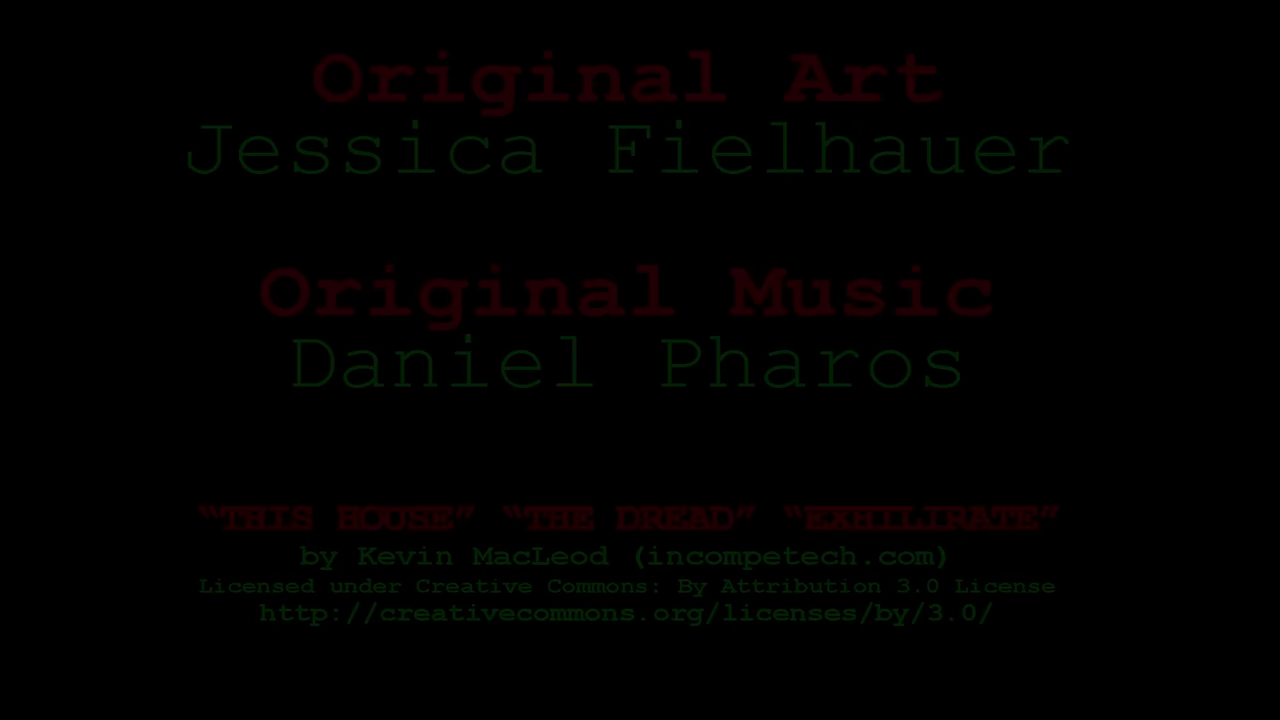 Original Art
Jessica Fielhauer
Original Music
Daniel Pharos
“THIS HOUSE” “THE DREAD” “EXHILIRATE”
by Kevin MacLeod (incompetech.com)
Licensed under Creative Commons: By Attribution 3.0 License
http://creativecommons.org/licenses/by/3.0/